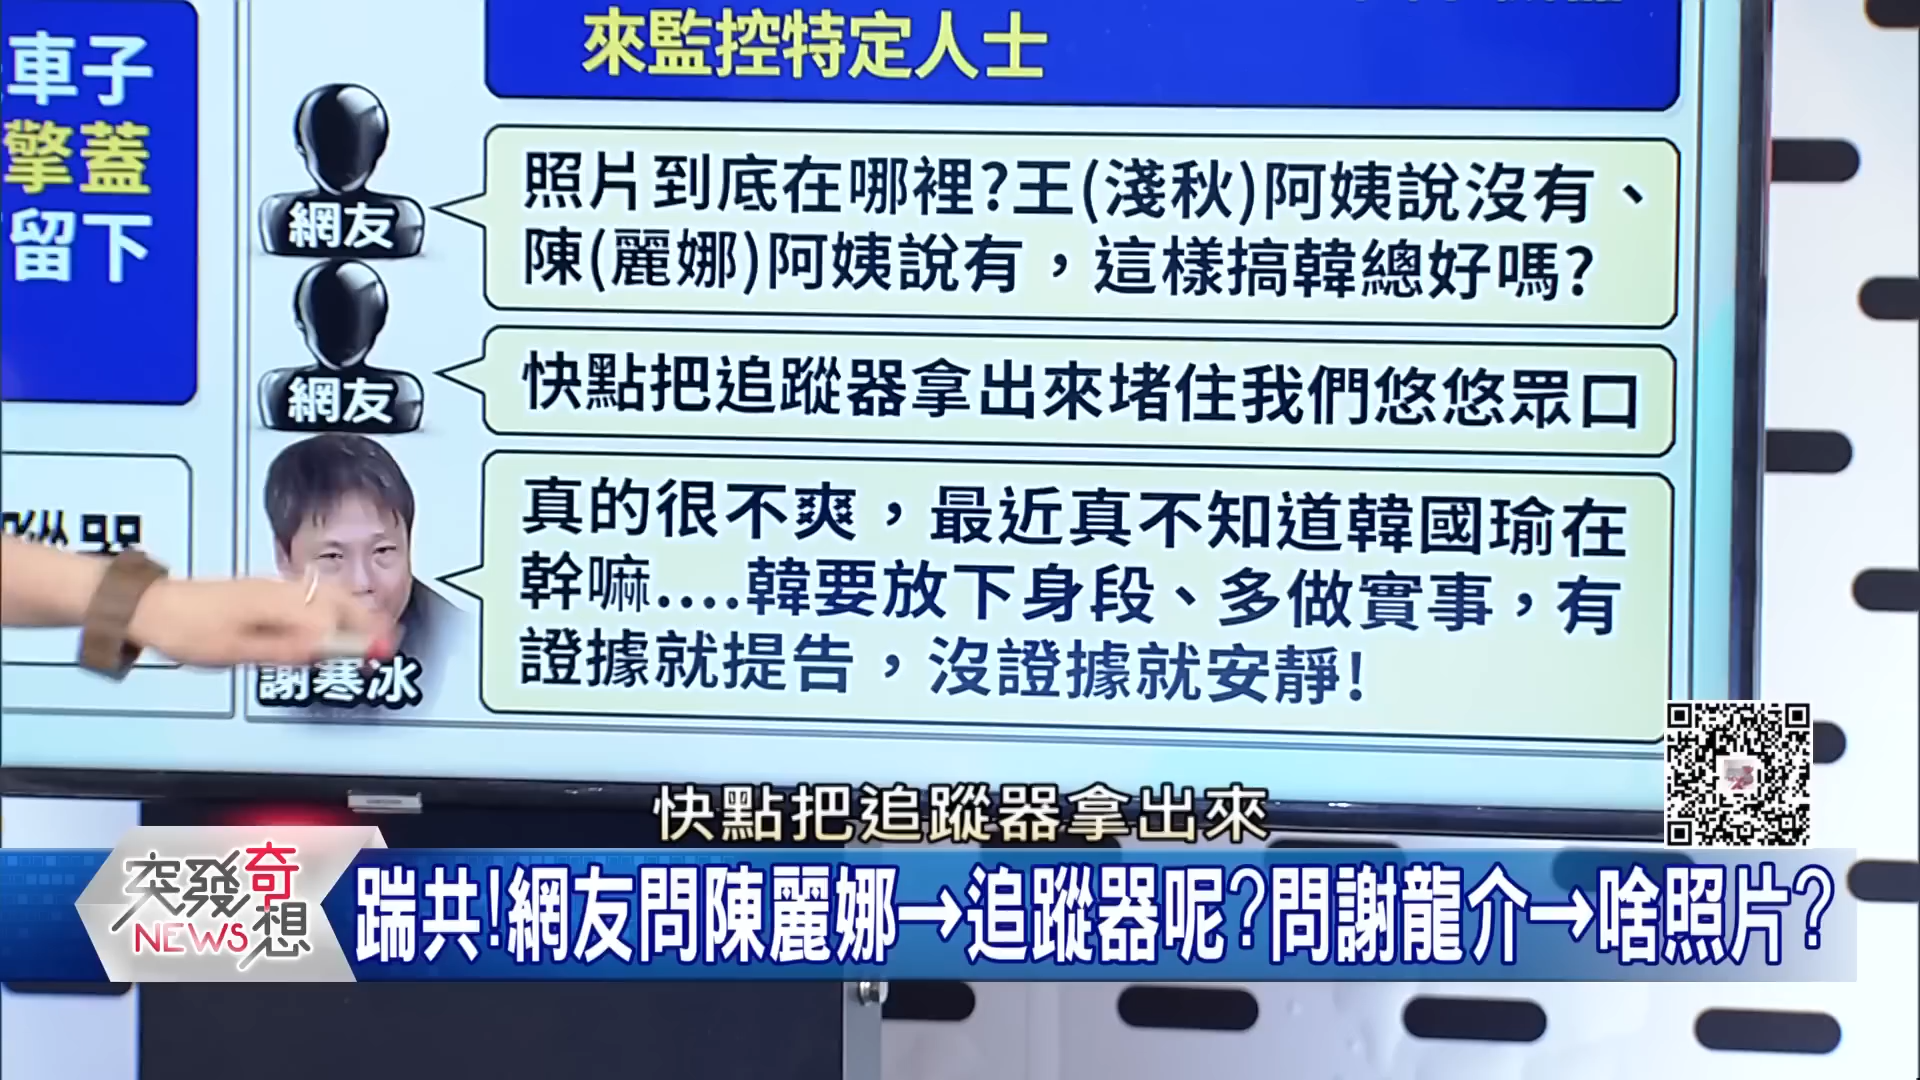 來監控特定人士
車子
擎蓋
留下
網友
照片到底在哪裡?王(淺秋)阿姨說沒有、
陳(麗娜)阿姨說有，這樣搞韓總好嗎?
網友
快點把追蹤器拿出來堵住我們悠悠眾口
謝寒冰
真的很不爽，最近真不知道韓國瑜在
幹嘛....韓要放下身段、多做實事，有
證據就提告，沒證據就安靜!
快點把追蹤器拿出來
突發奇想
NEWS
踹共!網友問陳麗娜→追蹤器呢?問謝龍介→啥照片?